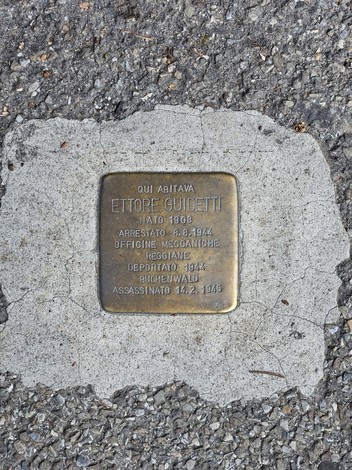 QUI ABITAVA
ETTORE GUIDETTI
NATO 1908
ARRESTATO 8.8.1944
OFFICINE MECCANICHE
REGGIANE
DEPORTATO 1944
BUCHENWALD
ASSASSINATO 14.2.1945